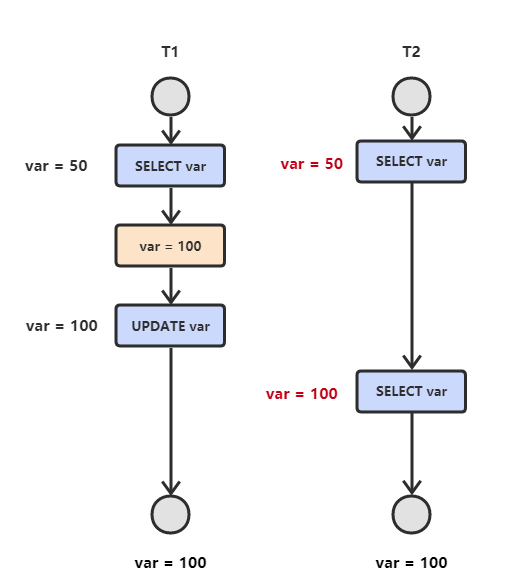 T1
T2
var = 50
SELECT var
var = 50
SELECT var
var = 100
var = 100
UPDATE var
var = 100
SELECT var
var = 100
var = 100